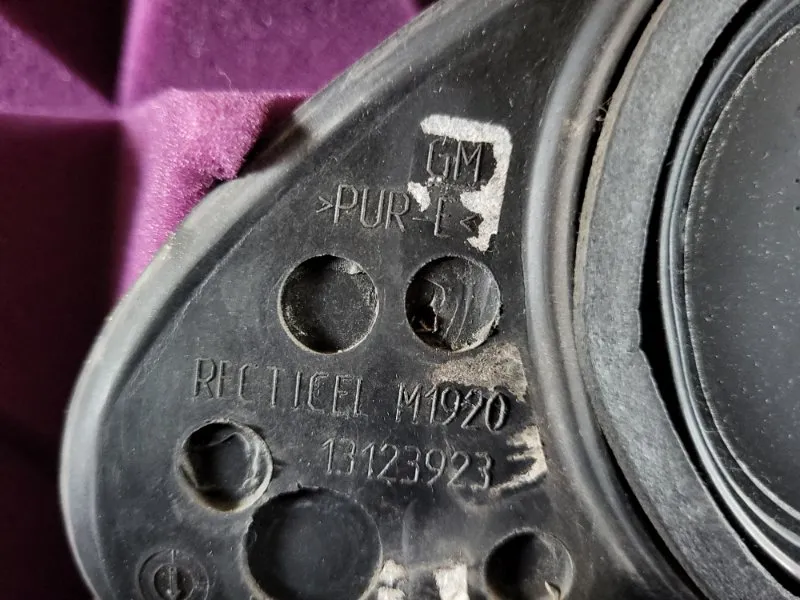 GM
>PUR-E<
RECTICEL M1920
13123923